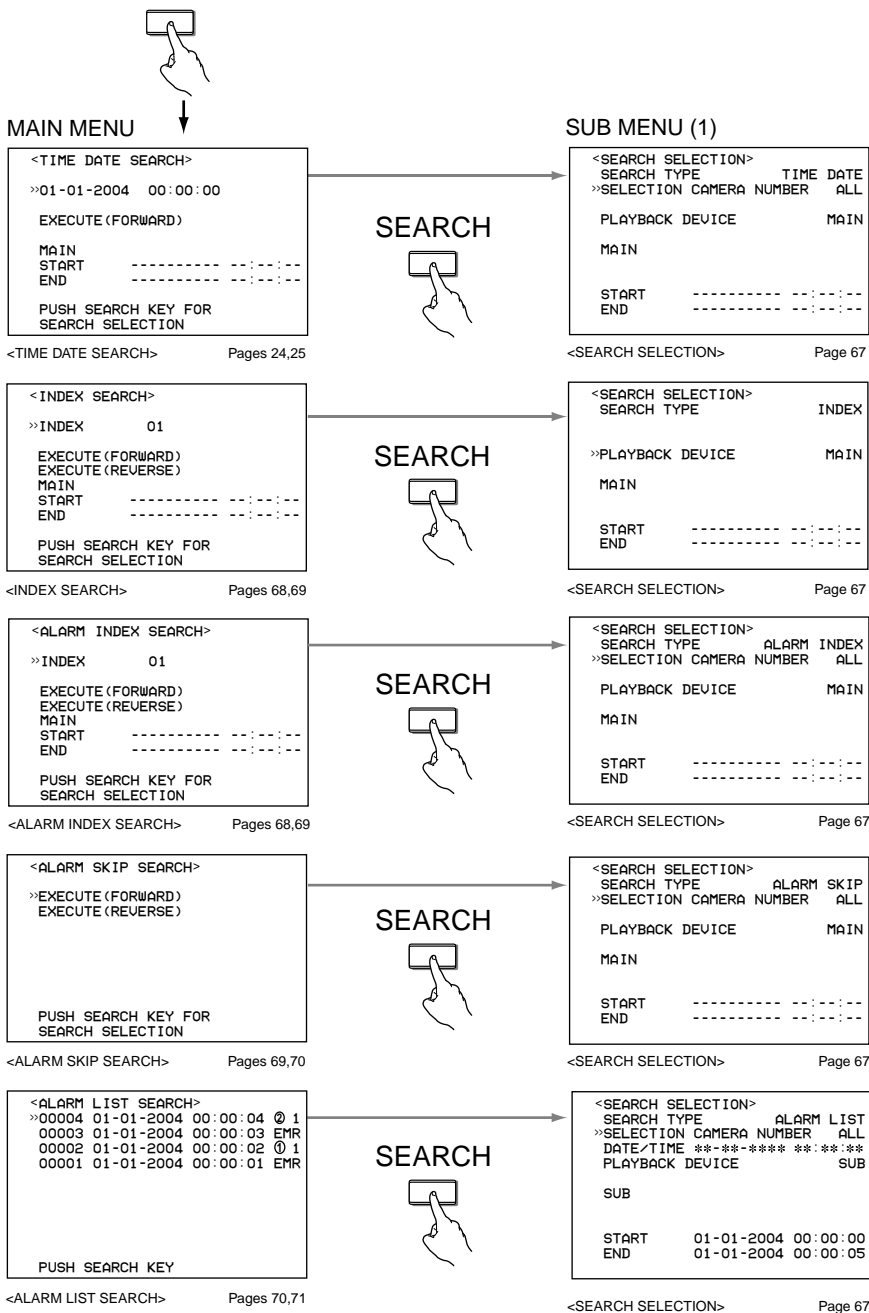 MAIN MENU
SUB MENU (1)
<TIME DATE SEARCH>
»01-01-2004 00:00:00
EXECUTE(FORWARD)
MAIN
START ---------- --:--:--
END ---------- --:--:--
PUSH SEARCH KEY FOR
SEARCH SELECTION
<TIME DATE SEARCH> Pages 24,25
SEARCH
<SEARCH SELECTION>
SEARCH TYPE TIME DATE
»SELECTION CAMERA NUMBER ALL
PLAYBACK DEVICE MAIN
MAIN
START ---------- --:--:--
END ---------- --:--:--
<SEARCH SELECTION> Page 67
<INDEX SEARCH>
»INDEX 01
EXECUTE(FORWARD)
EXECUTE(REVERSE)
MAIN
START ---------- --:--:--
END ---------- --:--:--
PUSH SEARCH KEY FOR
SEARCH SELECTION
<INDEX SEARCH> Pages 68,69
SEARCH
<SEARCH SELECTION>
SEARCH TYPE INDEX
»PLAYBACK DEVICE MAIN
MAIN
START ---------- --:--:--
END ---------- --:--:--
<SEARCH SELECTION> Page 67
<ALARM INDEX SEARCH>
»INDEX 01
EXECUTE(FORWARD)
EXECUTE(REVERSE)
MAIN
START ---------- --:--:--
END ---------- --:--:--
PUSH SEARCH KEY FOR
SEARCH SELECTION
<ALARM INDEX SEARCH> Pages 68,69
SEARCH
<SEARCH SELECTION>
SEARCH TYPE ALARM INDEX
»SELECTION CAMERA NUMBER ALL
PLAYBACK DEVICE MAIN
MAIN
START ---------- --:--:--
END ---------- --:--:--
<SEARCH SELECTION> Page 67
<ALARM SKIP SEARCH>
»EXECUTE(FORWARD)
EXECUTE(REVERSE)
PUSH SEARCH KEY FOR
SEARCH SELECTION
<ALARM SKIP SEARCH> Pages 69,70
SEARCH
<SEARCH SELECTION>
SEARCH TYPE ALARM SKIP
»SELECTION CAMERA NUMBER ALL
PLAYBACK DEVICE MAIN
MAIN
START ---------- --:--:--
END ---------- --:--:--
<SEARCH SELECTION> Page 67
<ALARM LIST SEARCH>
»00004 01-01-2004 00:00:04 ② 1
00003 01-01-2004 00:00:03 EMR
00002 01-01-2004 00:00:02 ① 1
00001 01-01-2004 00:00:01 EMR
PUSH SEARCH KEY
<ALARM LIST SEARCH> Pages 70,71
SEARCH
<SEARCH SELECTION>
SEARCH TYPE ALARM LIST
»SELECTION CAMERA NUMBER ALL
DATE/TIME **-**-**** **:**:**
PLAYBACK DEVICE SUB
SUB
START 01-01-2004 00:00:00
END 01-01-2004 00:00:05
<SEARCH SELECTION> Page 67